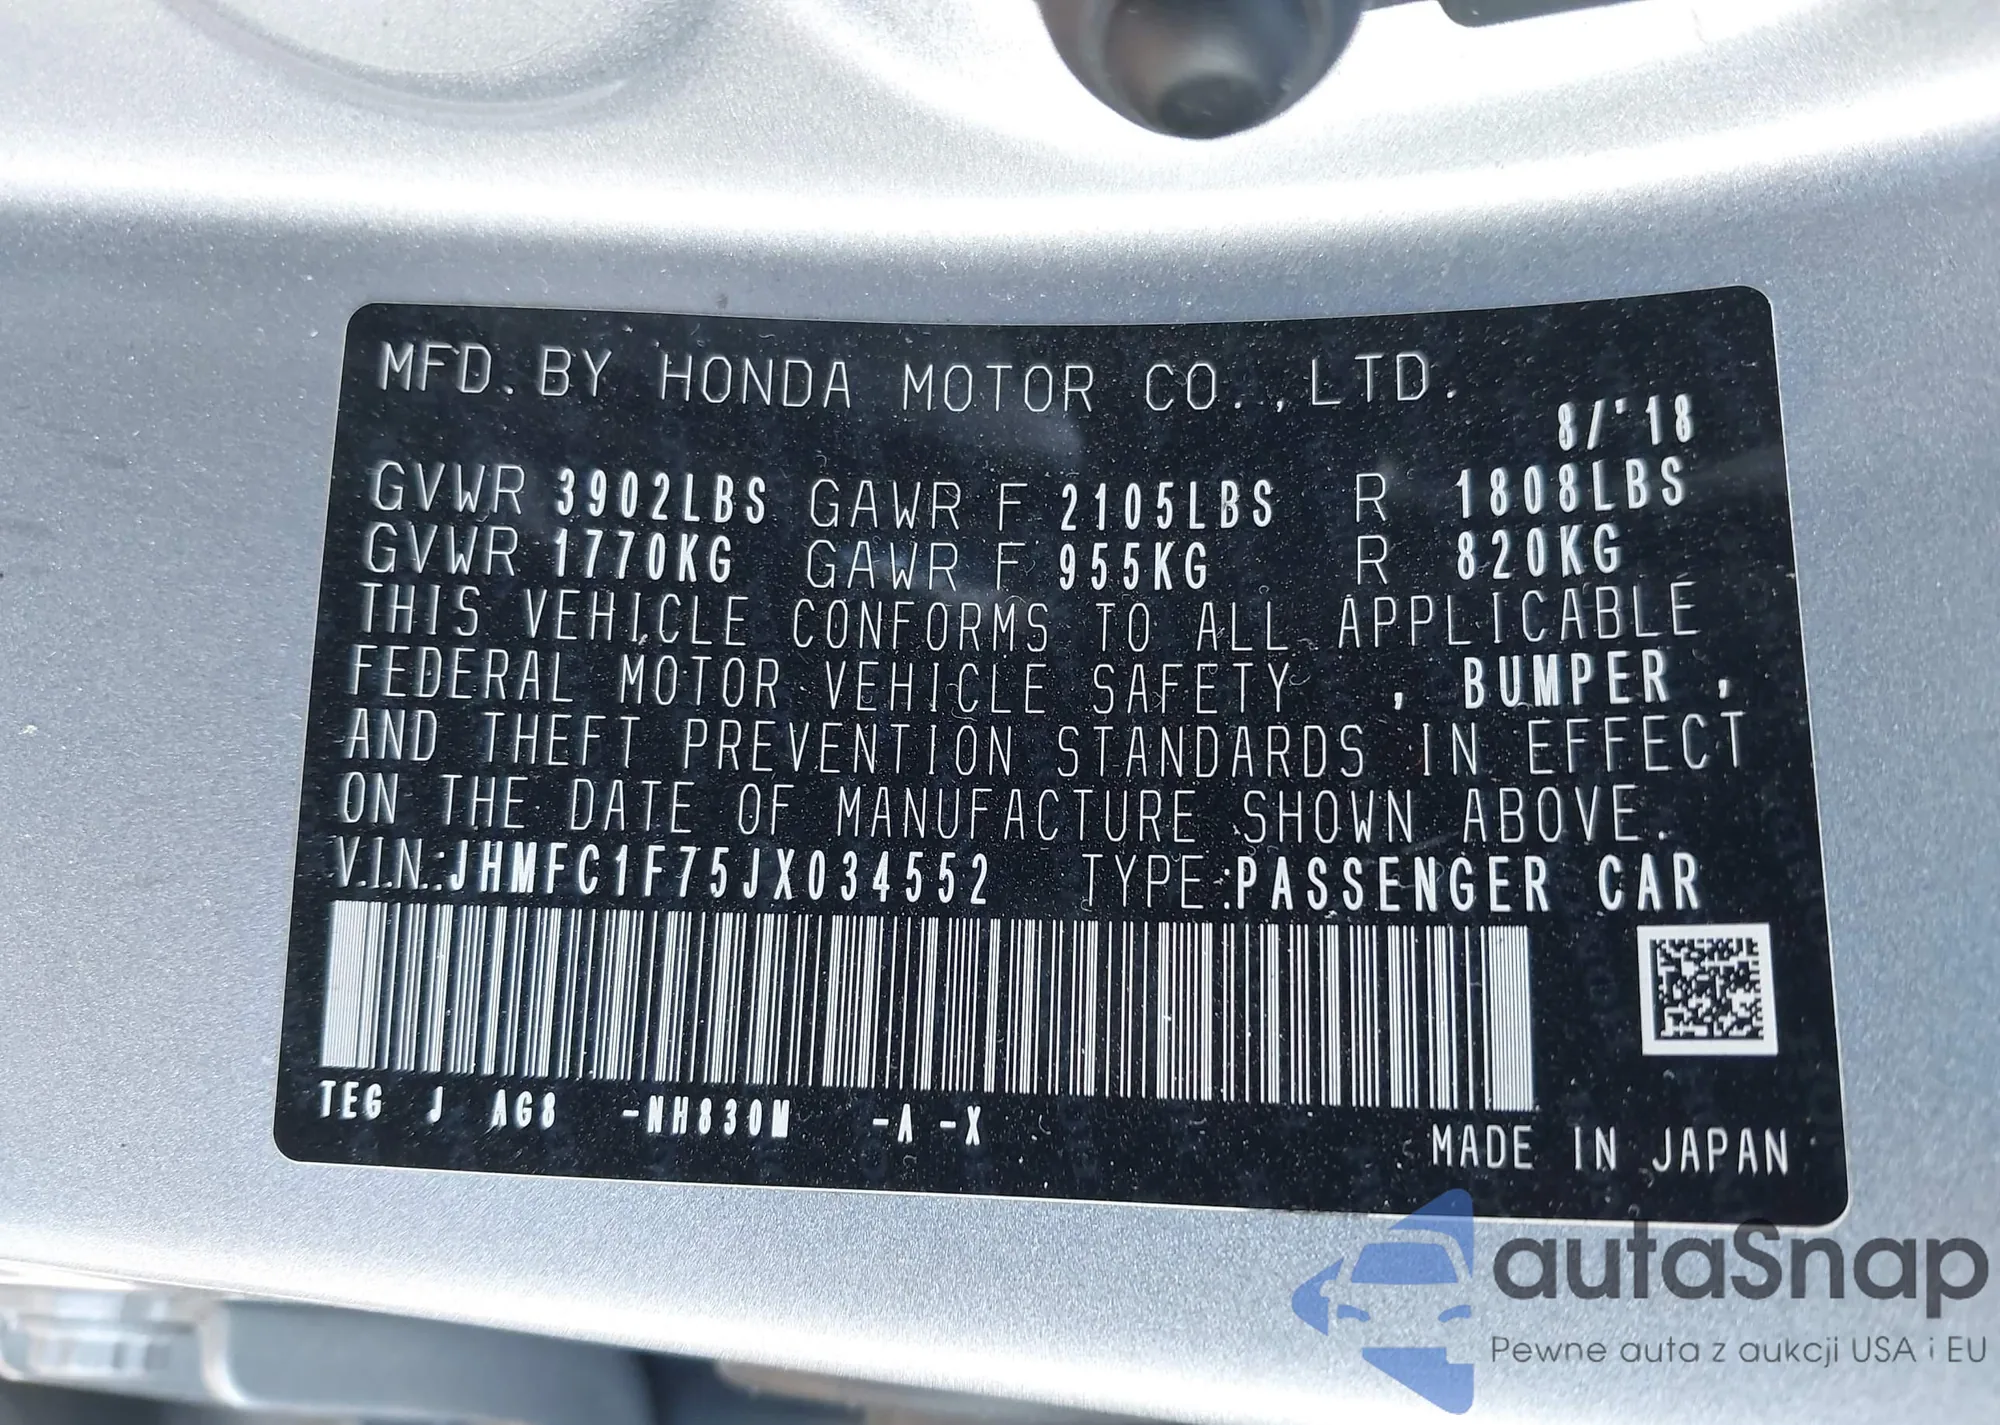 MFD. BY HONDA MOTOR CO.,LTD.
8/'18
GVWR 3902LBS GAWR F 2105LBS R 1808LBS
GVWR 1770KG GAWR F 955KG R 820KG
THIS VEHICLE CONFORMS TO ALL APPLICABLE
FEDERAL MOTOR VEHICLE SAFETY , BUMPER ,
AND THEFT PREVENTION STANDARDS IN EFFECT
ON THE DATE OF MANUFACTURE SHOWN ABOVE.
V.I.N.:JHMFC1F75JX034552 TYPE:PASSENGER CAR
TEG J AG8 -NH830M -A -X
MADE IN JAPAN
autaSnap
Pewne auta z aukcji USA i EU